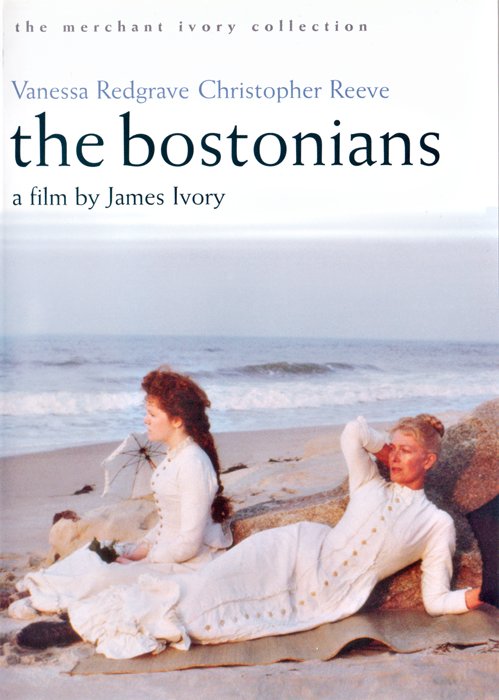 the merchant ivory collection
Vanessa Redgrave Christopher Reeve
the bostonians
a film by James Ivory